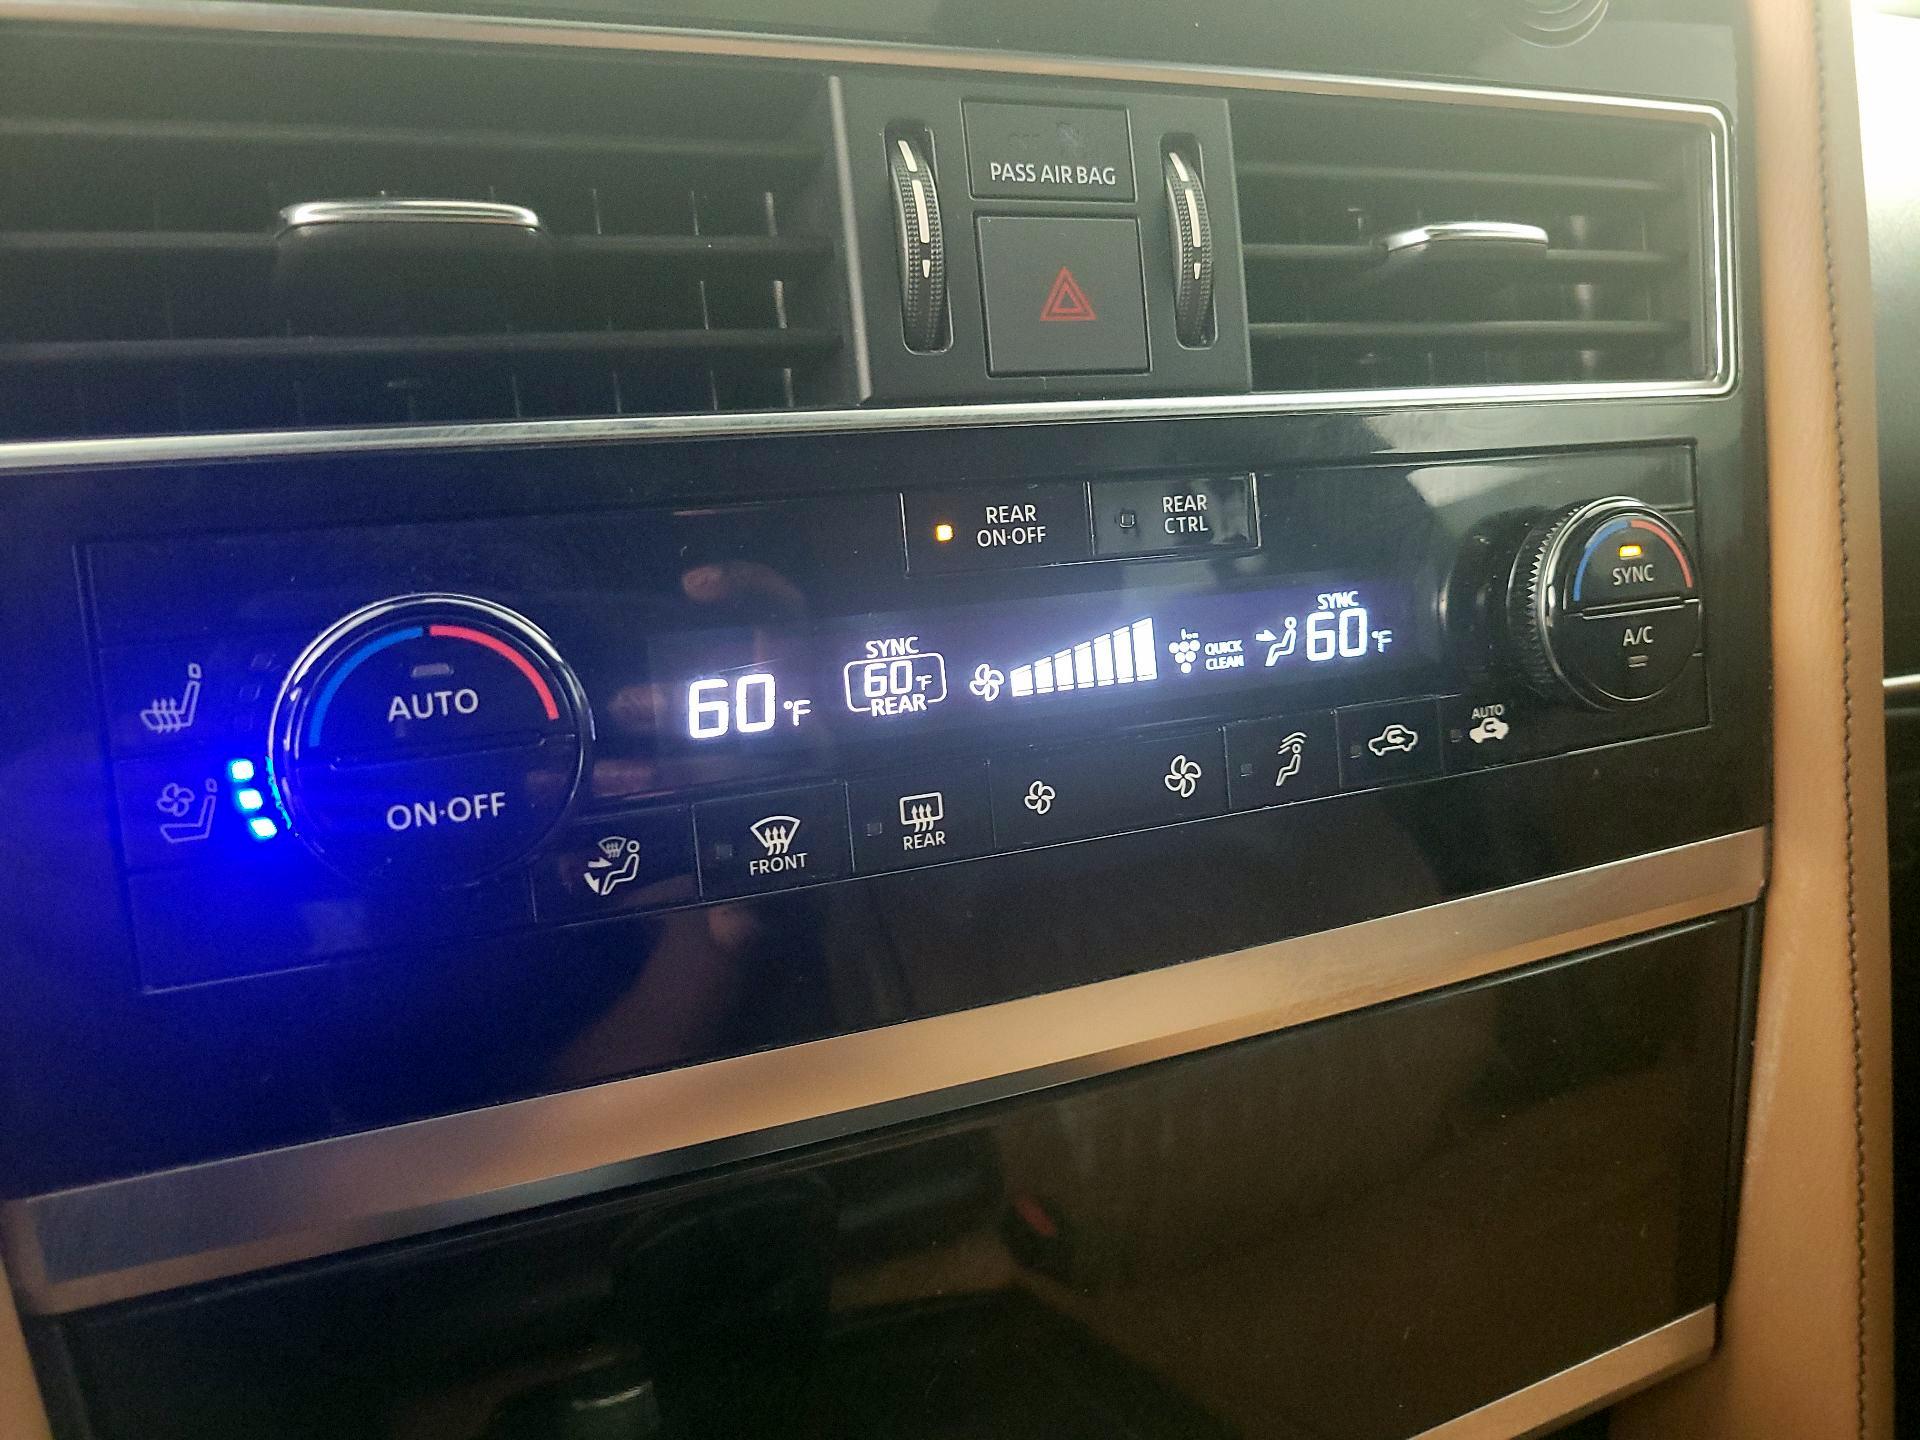 PASS AIR BAG
REAR
ON·OFF
REAR
CTRL
SYNC
A/C
AUTO
ON·OFF
60°F
SYNC
60°F
REAR
QUICK
CLEAN
SYNC
60°F
FRONT
REAR
AUTO